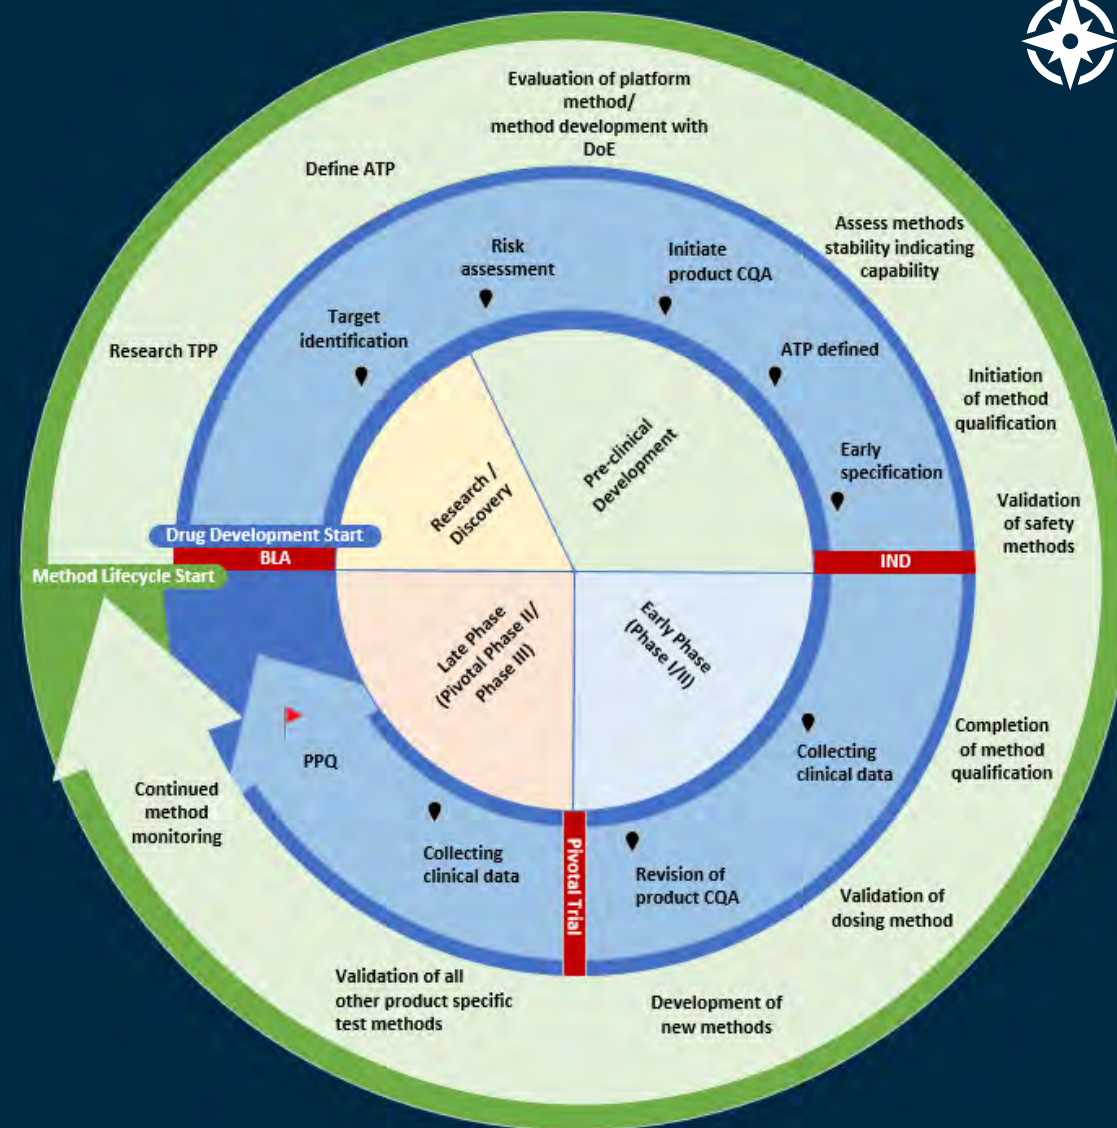 Evaluation of platform
method/
method development with
DoE
Define ATP
Assess methods
stability indicating
capability
Risk
assessment
Initiate
product CQA
Target
identification
Research TPP
ATP defined
Initiation
of method
qualification
Early
specification
Pre-clinical
Development
Research /
Discovery
Validation
of safety
methods
Drug Development Start
BLA
IND
Method Lifecycle Start
Late Phase
(Pivotal Phase II/
Phase III)
Early Phase
(Phase I/II)
Collecting
clinical data
Completion
of method
qualification
PPQ
Continued
method
monitoring
Collecting
clinical data
Pivotal Trial
Revision of
product CQA
Validation of
dosing method
Validation of all
other product specific
test methods
Development of
new methods